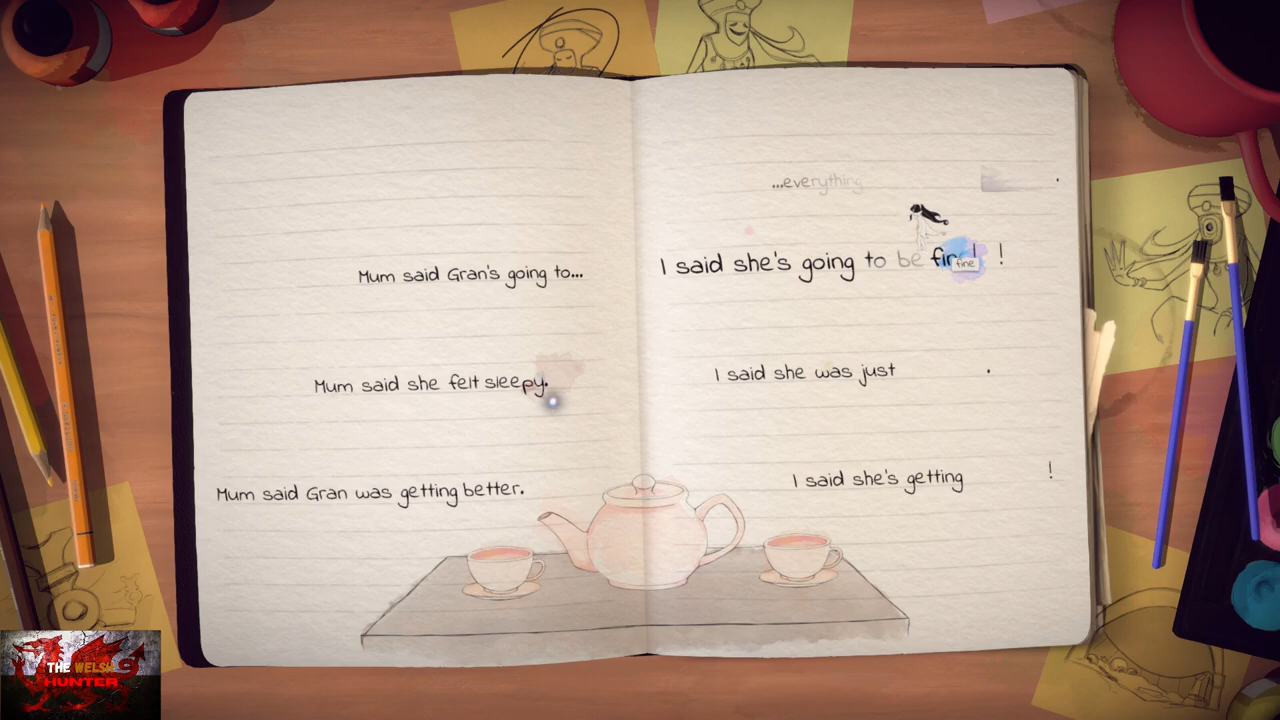 ...everything .
Mum said Gran's going to...
I said she's going to be fine! !
fine
Mum said she felt sleepy.
I said she was just .
Mum said Gran was getting better.
I said she's getting !
THE WELSH
HUNTER